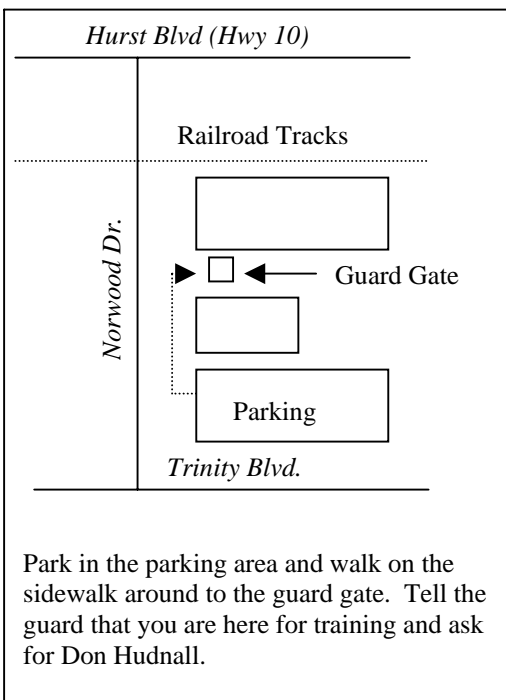 Hurst Blvd (Hwy 10)
Railroad Tracks
Norwood Dr.
Guard Gate
Parking
Trinity Blvd.
Park in the parking area and walk on the
sidewalk around to the guard gate.  Tell the
guard that you are here for training and ask
for Don Hudnall.